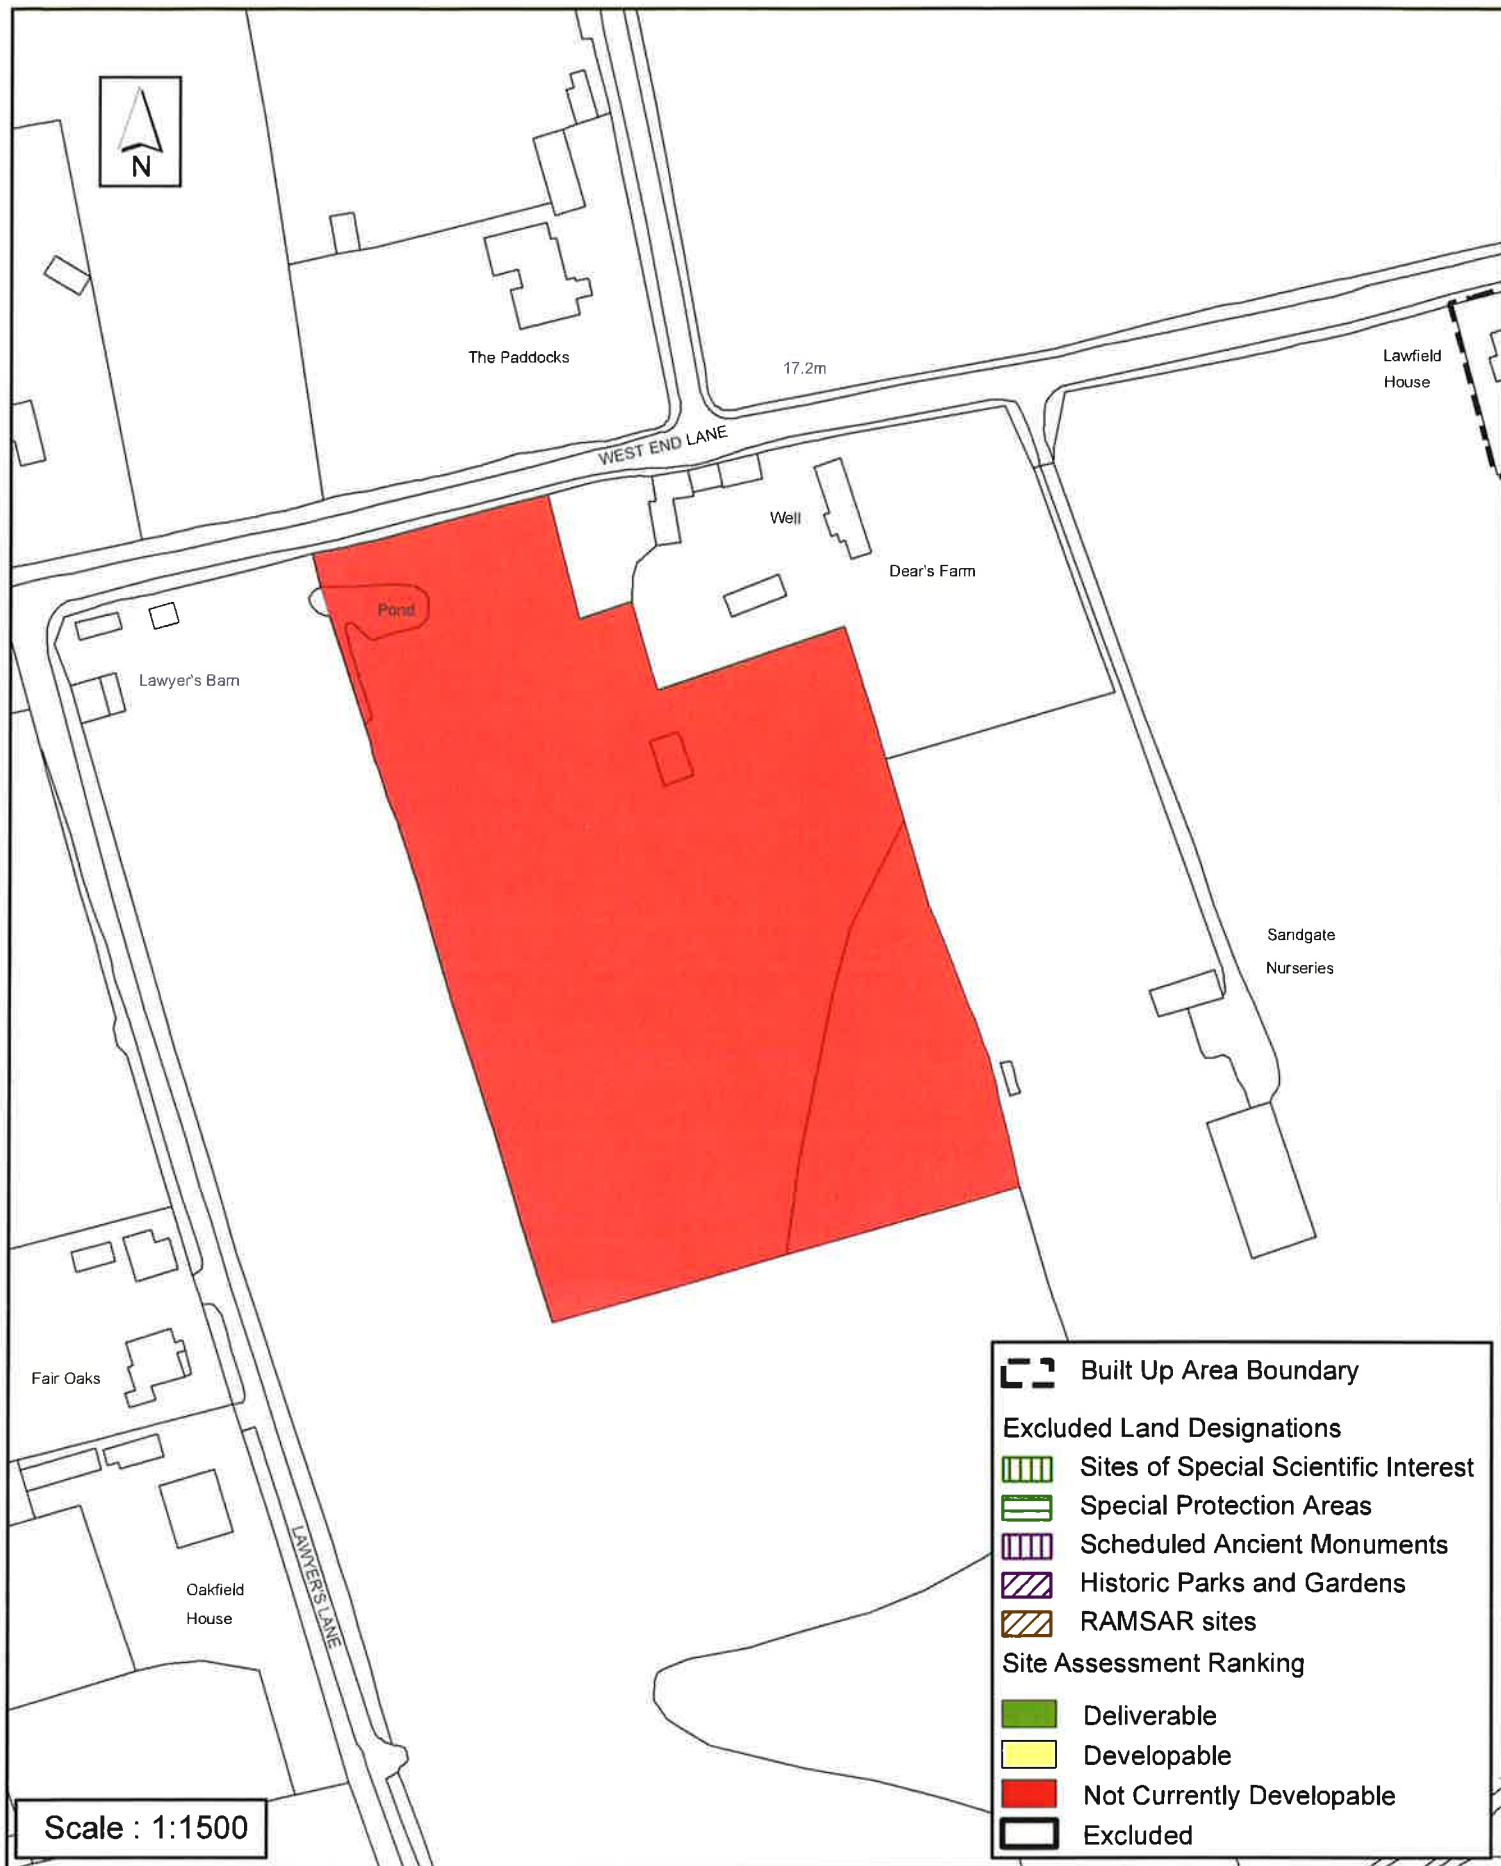 N
The Paddocks
17.2m
Lawfield
House
WEST END LANE
Well
Dear's Farm
Pond
Lawyer's Barn
Sandgate
Nurseries
Fair Oaks
Oakfield
House
LAWYER'S LANE
Built Up Area Boundary
Excluded Land Designations
Sites of Special Scientific Interest
Special Protection Areas
Scheduled Ancient Monuments
Historic Parks and Gardens
RAMSAR sites
Site Assessment Ranking
Deliverable
Developable
Not Currently Developable
Excluded
Scale : 1:1500